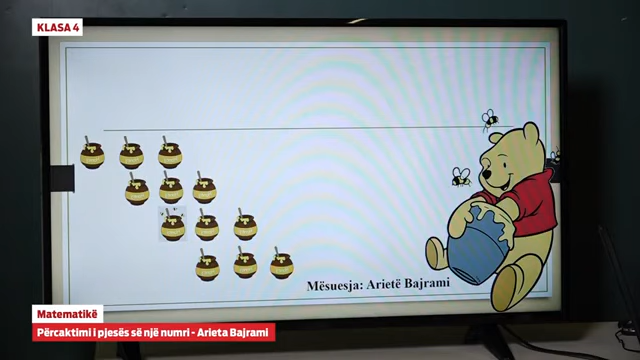 KLASA 4
Mësuesja: Arietë Bajrami
Matematikë
Përcaktimi i pjesës së një numri - Arieta Bajrami